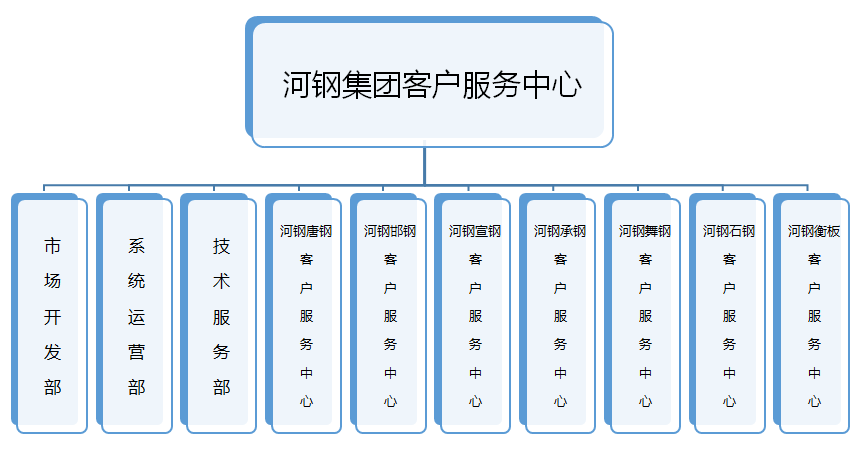 河钢集团客户服务中心
市场开发部
系统运营部
技术服务部
河钢唐钢客户服务中心
河钢邯钢客户服务中心
河钢宣钢客户服务中心
河钢承钢客户服务中心
河钢舞钢客户服务中心
河钢石钢客户服务中心
河钢衡板客户服务中心